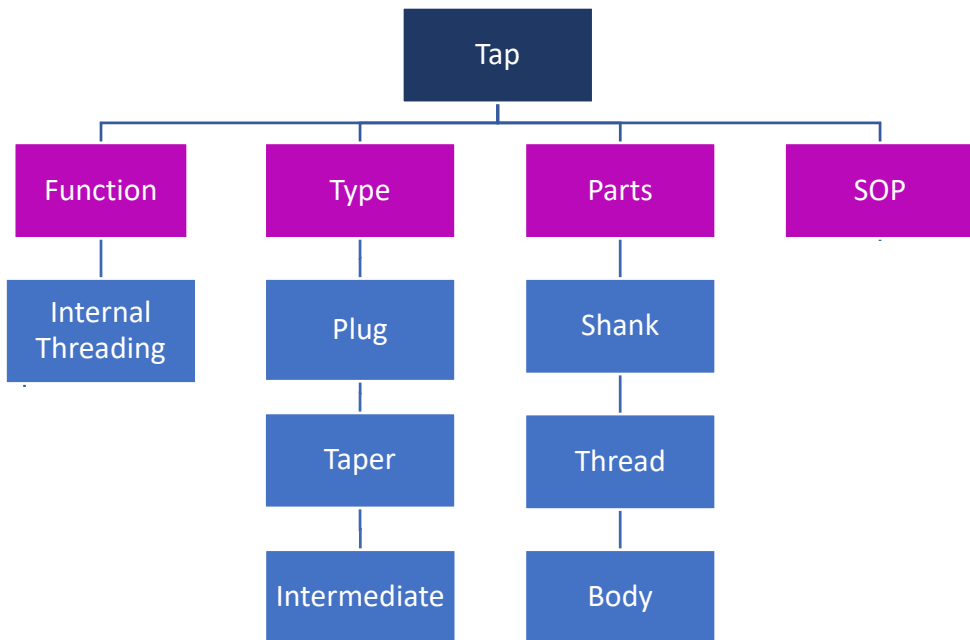 Tap
Function
Type
Parts
SOP
Internal
Threading
Plug
Shank
Taper
Thread
Intermediate
Body